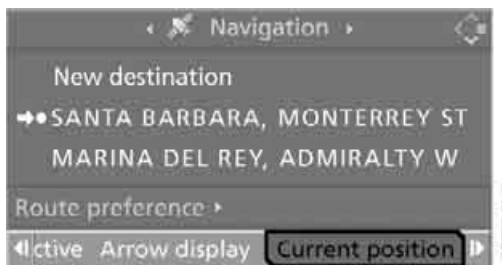 Navigation
New destination
SANTA BARBARA, MONTERREY ST
MARINA DEL REY, ADMIRALTY W
Route preference
ctive Arrow display Current position